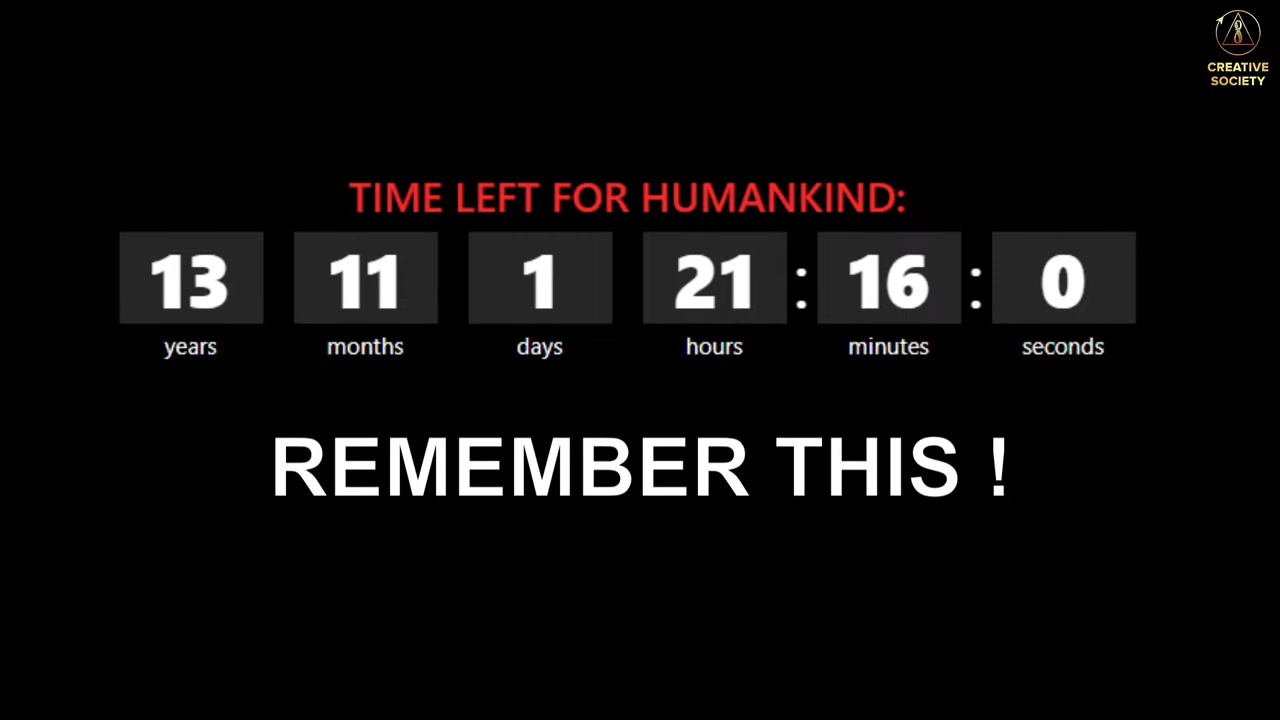 CREATIVE
SOCIETY
TIME LEFT FOR HUMANKIND:
13 11 1 21 : 16 : 0
years months days hours minutes seconds
REMEMBER THIS !